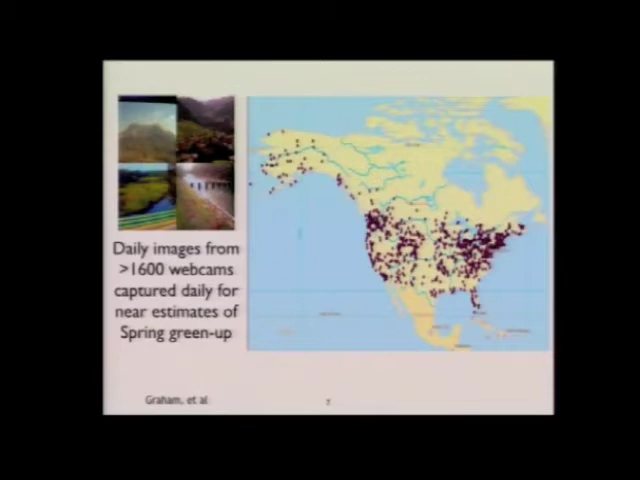 Daily images from
>1600 webcams
captured daily for
near estimates of
Spring green-up
Graham, et al